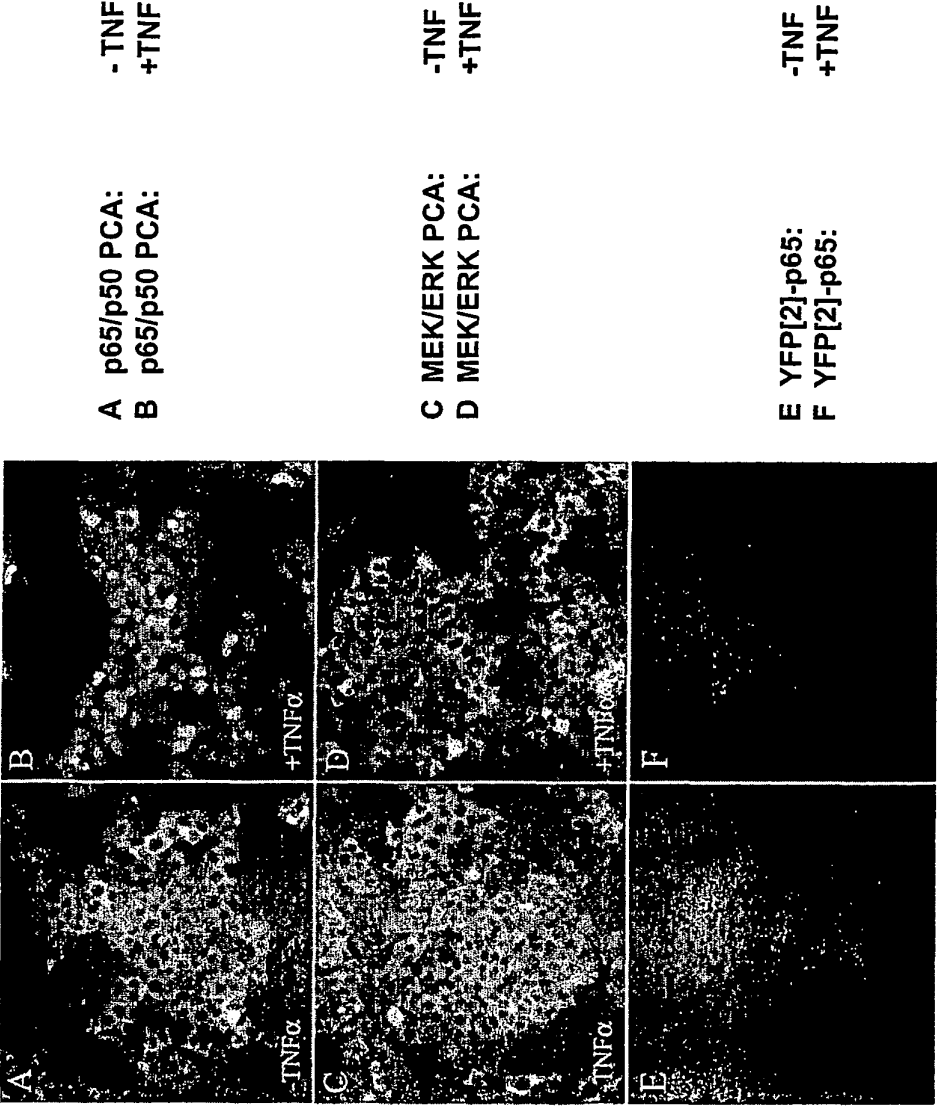 A
-TNFα
B
+TNFα
C
-TNFα
D
+TNFα
E
F
A p65/p50 PCA: - TNF
B p65/p50 PCA: +TNF
C MEK/ERK PCA: -TNF
D MEK/ERK PCA: +TNF
E YFP[2]-p65: -TNF
F YFP[2]-p65: +TNF